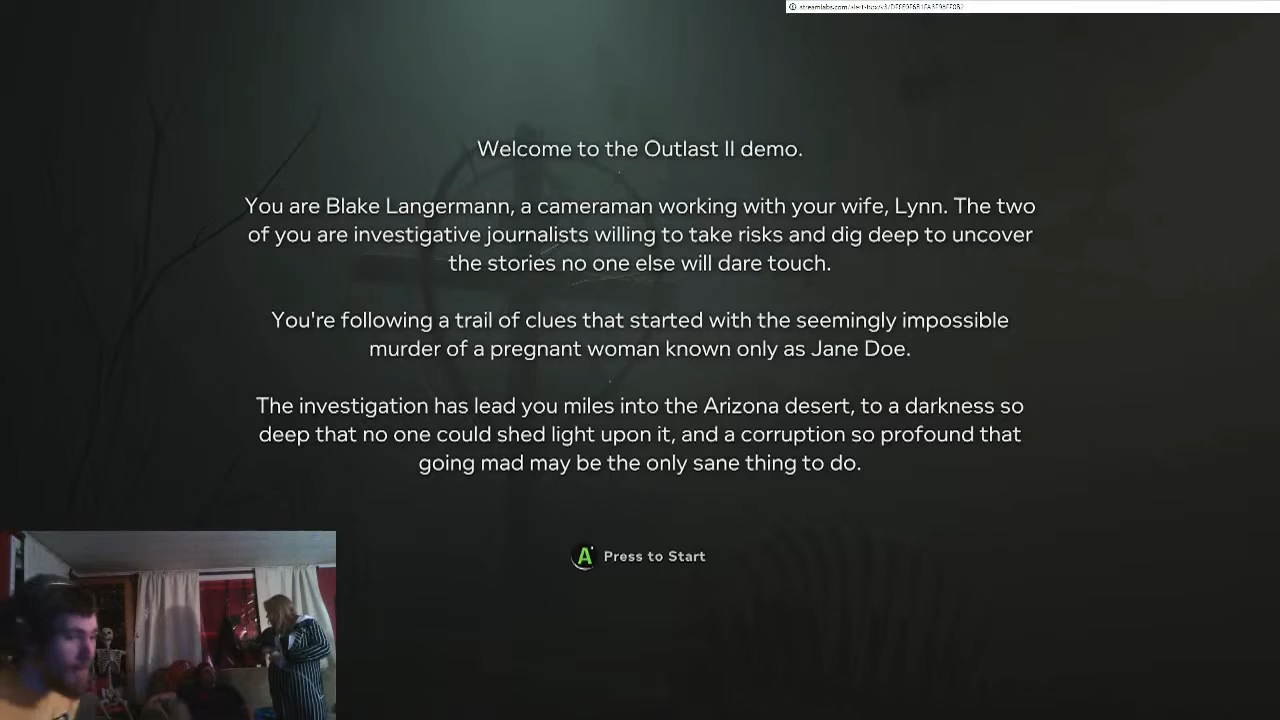 Welcome to the Outlast II demo.
You are Blake Langermann, a cameraman working with your wife, Lynn. The two
of you are investigative journalists willing to take risks and dig deep to uncover
the stories no one else will dare touch.
You're following a trail of clues that started with the seemingly impossible
murder of a pregnant woman known only as Jane Doe.
The investigation has lead you miles into the Arizona desert, to a darkness so
deep that no one could shed light upon it, and a corruption so profound that
going mad may be the only sane thing to do.
A Press to Start